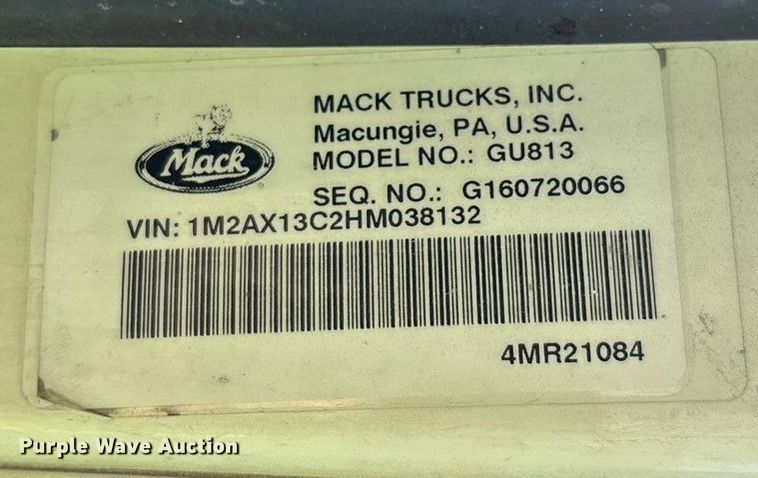 Mack
MACK TRUCKS, INC.
Macungie, PA, U.S.A.
MODEL NO.: GU813
SEQ. NO.: G160720066
VIN: 1M2AX13C2HM038132
4MR21084
Purple Wave Auction